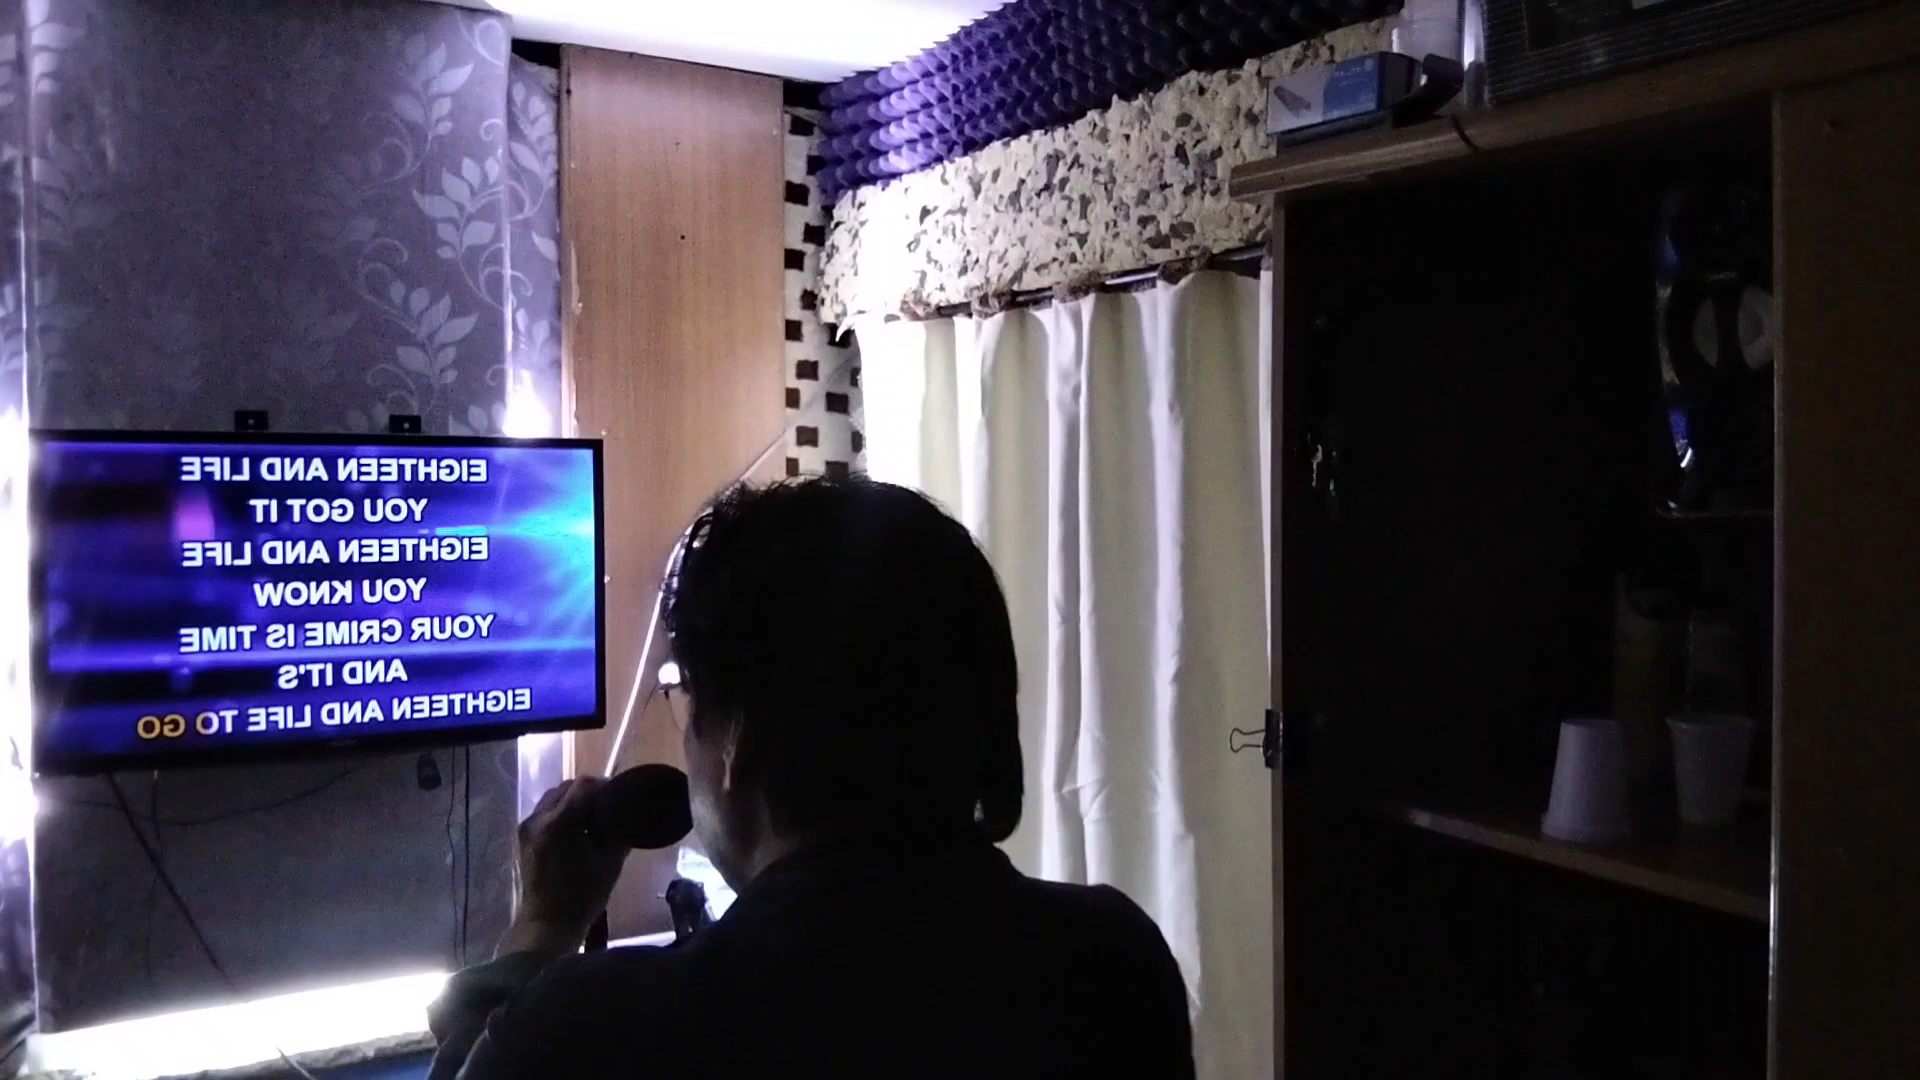 EIGHTEEN AND LIFE
YOU GOT IT
EIGHTEEN AND LIFE
YOU KNOW
YOUR CRIME IS TIME
AND IT'S
EIGHTEEN AND LIFE TO GO